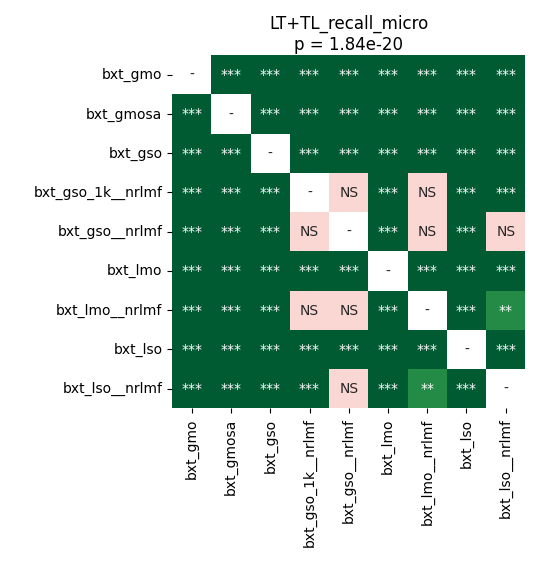 LT+TL_recall_micro
p = 1.84e-20
bxt_gmo - *** *** *** *** *** *** *** ***
bxt_gmosa *** - *** *** *** *** *** *** ***
bxt_gso *** *** - *** *** *** *** *** ***
bxt_gso_1k__nrlmf *** *** *** - NS *** NS *** ***
bxt_gso__nrlmf *** *** *** NS - *** NS *** NS
bxt_lmo *** *** *** *** *** - *** *** ***
bxt_lmo__nrlmf *** *** *** NS NS *** - *** **
bxt_lso *** *** *** *** *** *** *** - ***
bxt_lso__nrlmf *** *** *** *** NS *** ** *** -
bxt_gmo
bxt_gmosa
bxt_gso
bxt_gso_1k__nrlmf
bxt_gso__nrlmf
bxt_lmo
bxt_lmo__nrlmf
bxt_lso
bxt_lso__nrlmf